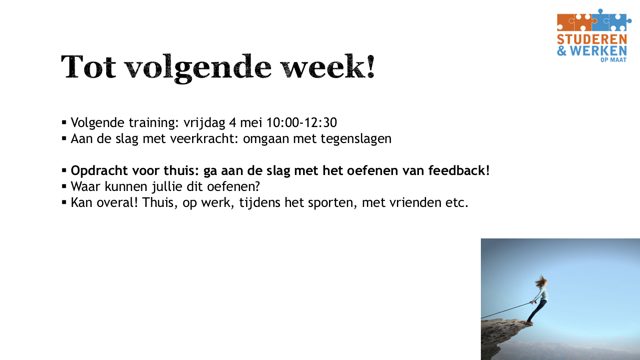 STUDEREN
& WERKEN
OP MAAT
Tot volgende week!
▪ Volgende training: vrijdag 4 mei 10:00-12:30
▪ Aan de slag met veerkracht: omgaan met tegenslagen
▪ Opdracht voor thuis: ga aan de slag met het oefenen van feedback!
▪ Waar kunnen jullie dit oefenen?
▪ Kan overal! Thuis, op werk, tijdens het sporten, met vrienden etc.